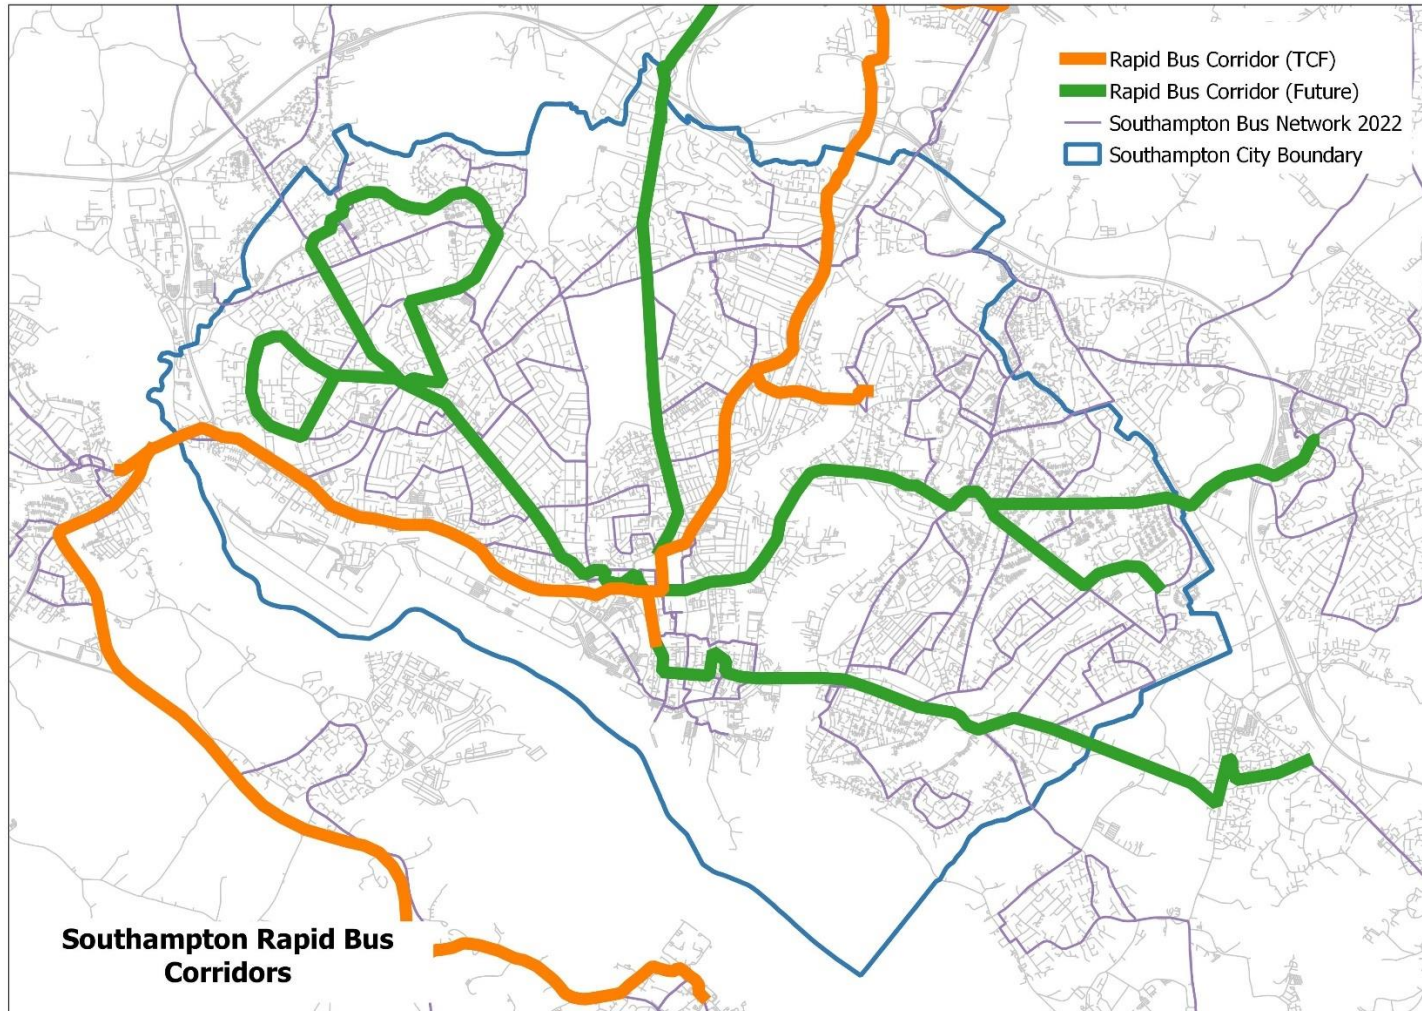 Rapid Bus Corridor (TCF)
Rapid Bus Corridor (Future)
Southampton Bus Network 2022
Southampton City Boundary
Southampton Rapid Bus
Corridors